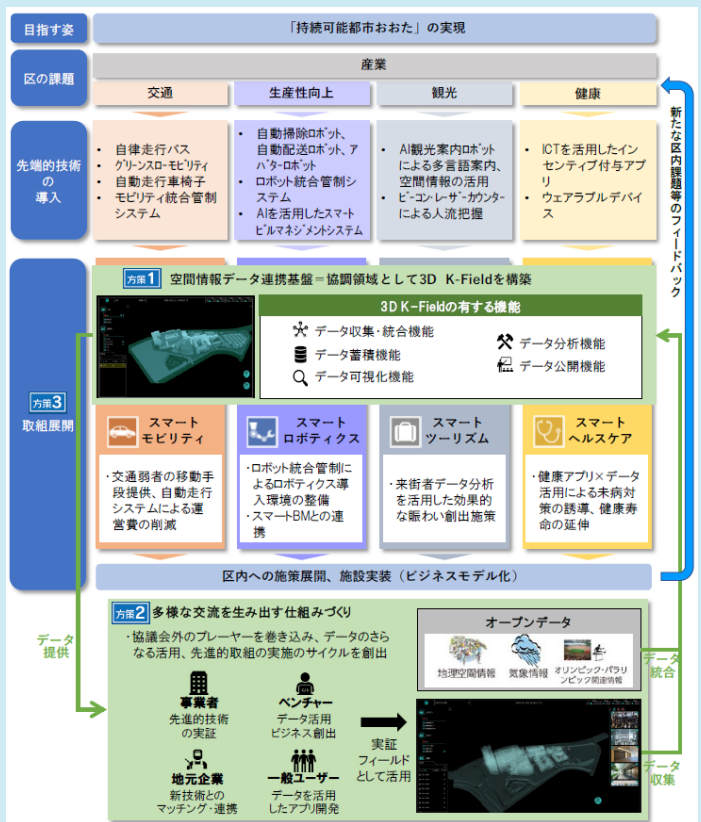 目指す姿
「持続可能都市おおた」の実現
区の課題
産業
交通
生産性向上
観光
健康
先端的技術
の
導入
・ 自律走行バス
・ グリーンスローモビリティ
・ 自動走行車椅子
・ モビリティ統合管制
システム
・ 自動掃除ロボット、
自動配送ロボット、ア
バターロボット
・ ロボット統合管制シ
ステム
・ AIを活用したスマート
ビルマネジメントシステム
・ AI観光案内ロボット
による多言語案内、
空間情報の活用
・ ビーコン・レーザーカウンター
による人流把握
・ ICTを活用したイン
センティブ付与アプ
リ
・ ウェアラブルデバイ
ス
新たな区内課題等のフィードバック
方策3
取組展開
方策1 空間情報データ連携基盤=協調領域として3D K-Fieldを構築
3D K-Fieldの有する機能
データ収集・統合機能
データ蓄積機能
データ可視化機能
データ分析機能
データ公開機能
スマート
モビリティ
スマート
ロボティクス
スマート
ツーリズム
スマート
ヘルスケア
・交通弱者の移動手
段提供、自動走行
システムによる運
営費の削減
・ロボット統合管制に
よるロボティクス導
入環境の整備
・スマートBMとの連
携
・来街者データ分析
を活用した効果的
な賑わい創出施策
・健康アプリ×データ
活用による未病対
策の誘導、健康寿
命の延伸
区内への施策展開、施設実装（ビジネスモデル化）
方策2 多様な交流を生み出す仕組みづくり
・協議会外のプレーヤーを巻き込み、データのさら
なる活用、先進的取組の実施のサイクルを創出
事業者
先進的技術
の実証
ベンチャー
データ活用
ビジネス創出
地元企業
新技術との
マッチング・連携
一般ユーザー
データを活用
したアプリ開発
実証
フィールド
として活用
オープンデータ
地理空間情報
気象情報
オリンピック・パラリ
ンピック関連情報
データ
提供
データ
統合
データ
収集